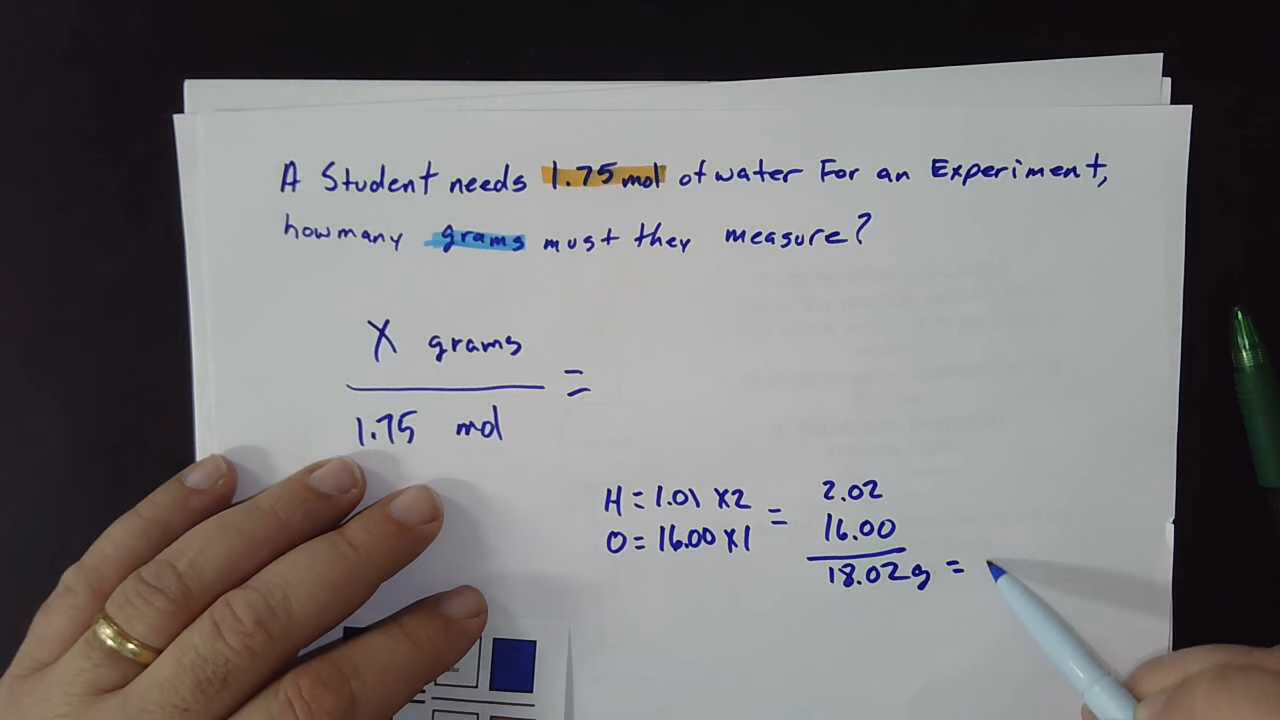 A Student needs 1.75 mol of water For an Experiment,
how many grams must they measure?
X grams
=
1.75 mol
H = 1.01 X2
O = 16.00 X1
=
2.02
16.00
18.02g =